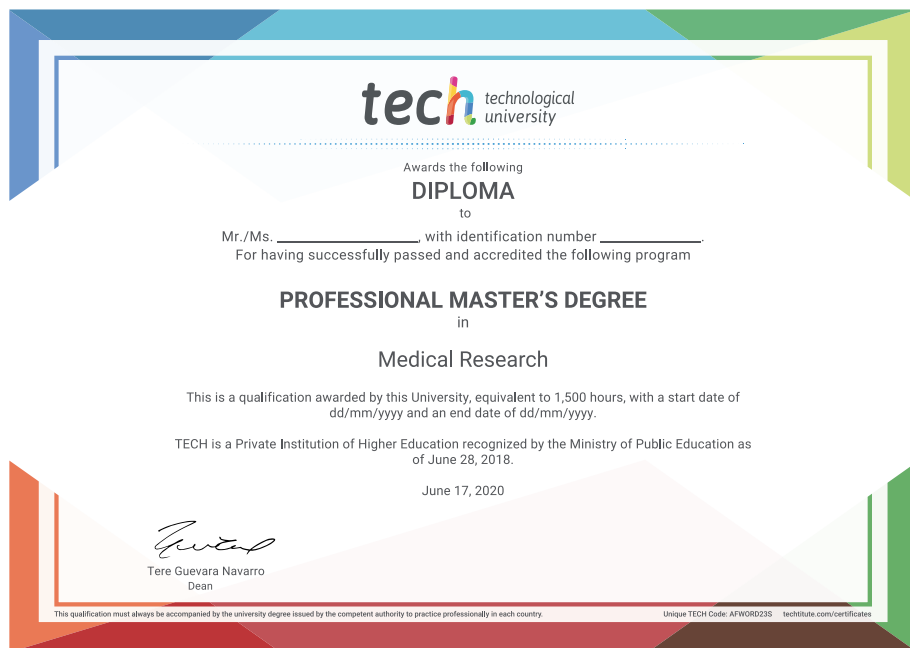 tech technological
university
Awards the following
DIPLOMA
to
Mr./Ms. ____________________, with identification number ______________.
For having successfully passed and accredited the following program
PROFESSIONAL MASTER'S DEGREE
in
Medical Research
This is a qualification awarded by this University, equivalent to 1,500 hours, with a start date of
dd/mm/yyyy and an end date of dd/mm/yyyy.
TECH is a Private Institution of Higher Education recognized by the Ministry of Public Education as
of June 28, 2018.
June 17, 2020
Tere Guevara Navarro
Dean
This qualification must always be accompanied by the university degree issued by the competent authority to practice professionally in each country. Unique TECH Code: AFWORD23S techtitute.com/certificates